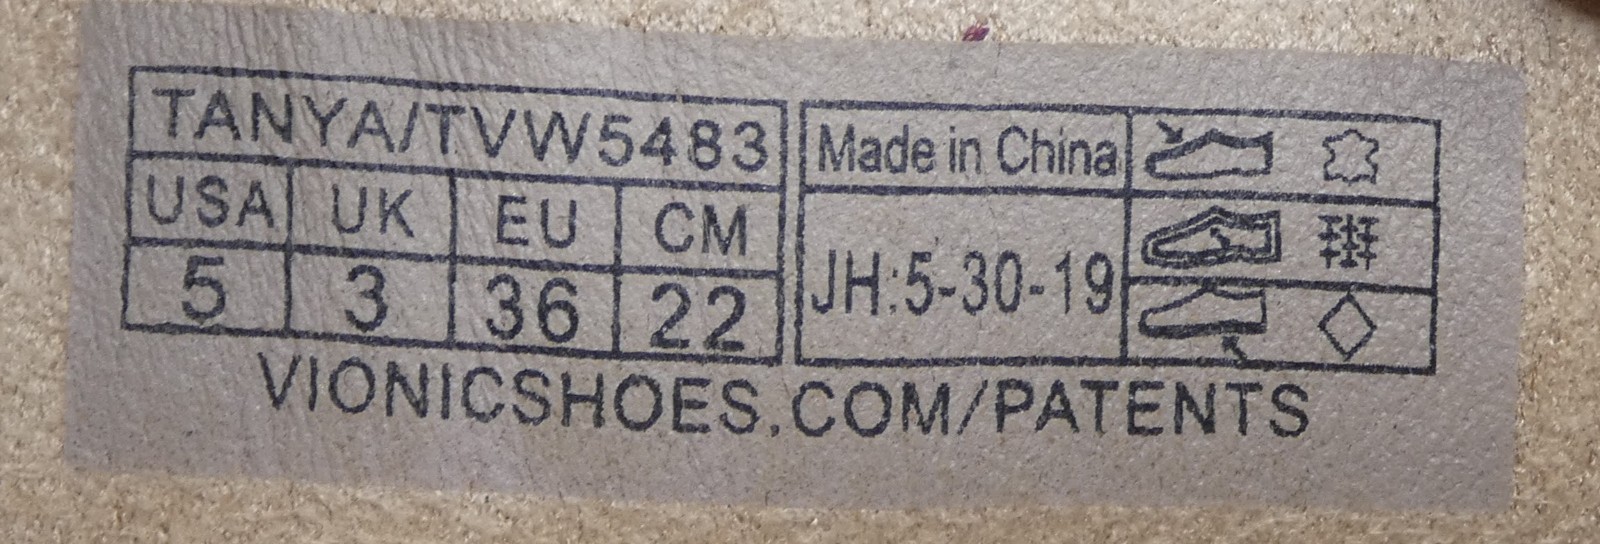 TANYA/TVW5483
USA UK EU CM
5 3 36 22
Made in China
JH:5-30-19
VIONICSHOES.COM/PATENTS